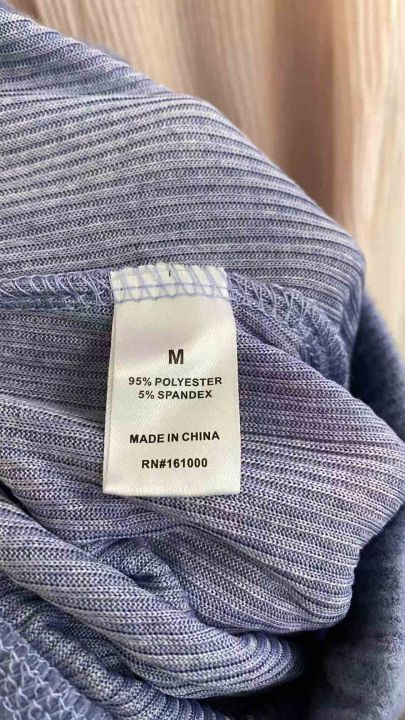 M
95% POLYESTER
5% SPANDEX
MADE IN CHINA
RN#161000